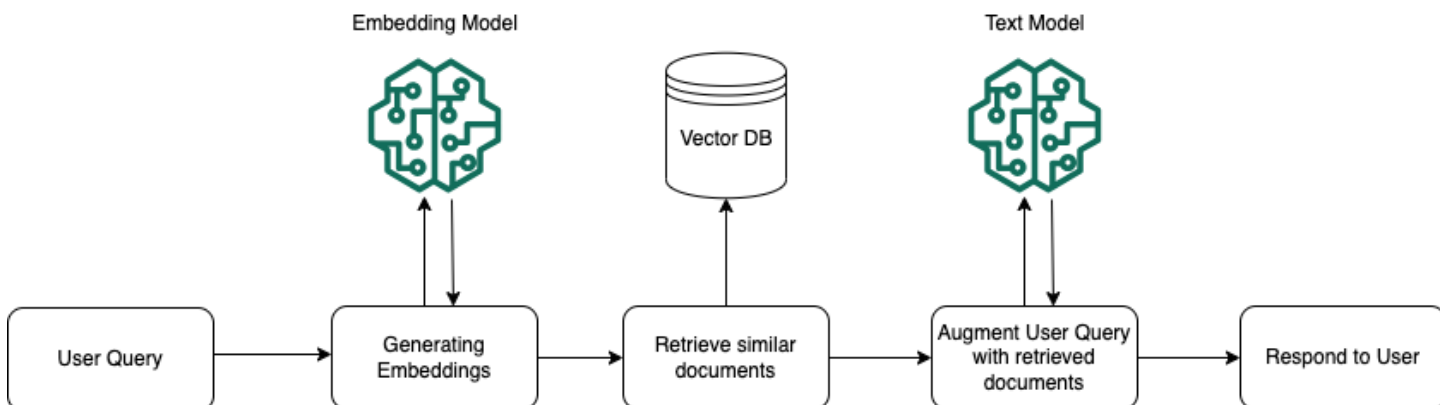 Embedding Model
Text Model
Vector DB
User Query
Generating
Embeddings
Retrieve similar
documents
Augment User Query
with retrieved
documents
Respond to User